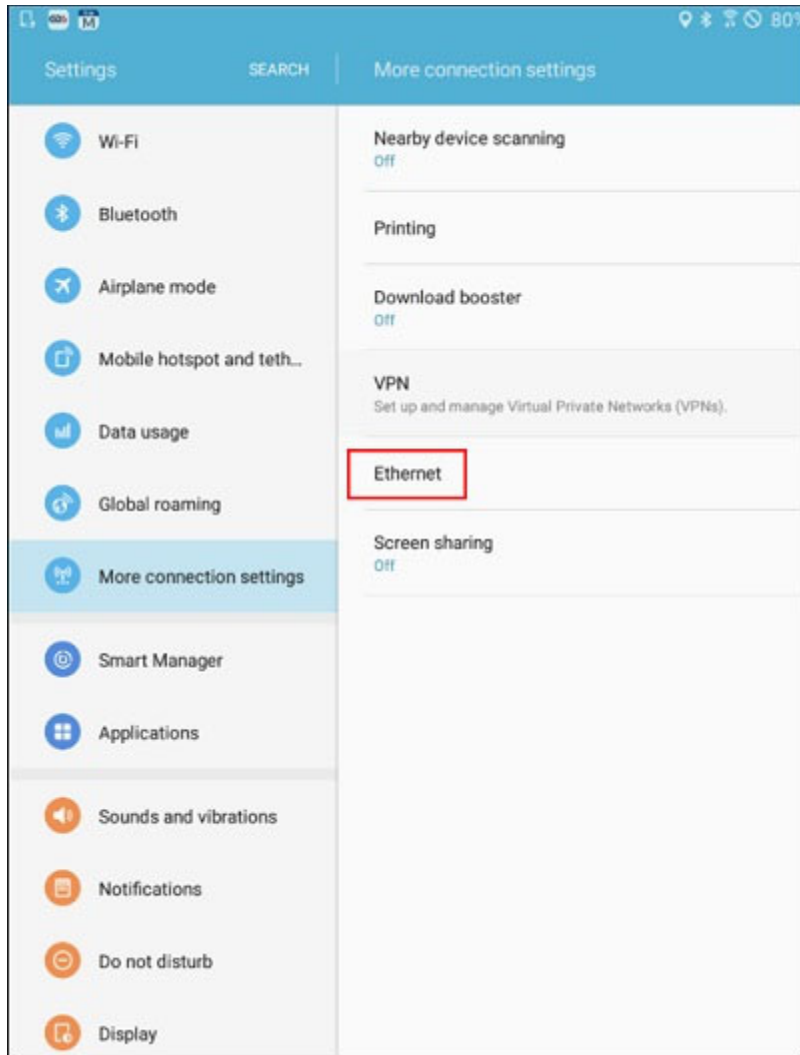 80%
Settings
SEARCH
More connection settings
Wi-Fi
Bluetooth
Airplane mode
Mobile hotspot and teth...
Data usage
Global roaming
More connection settings
Smart Manager
Applications
Sounds and vibrations
Notifications
Do not disturb
Display
Nearby device scanning
Off
Printing
Download booster
Off
VPN
Set up and manage Virtual Private Networks (VPNs).
Ethernet
Screen sharing
Off